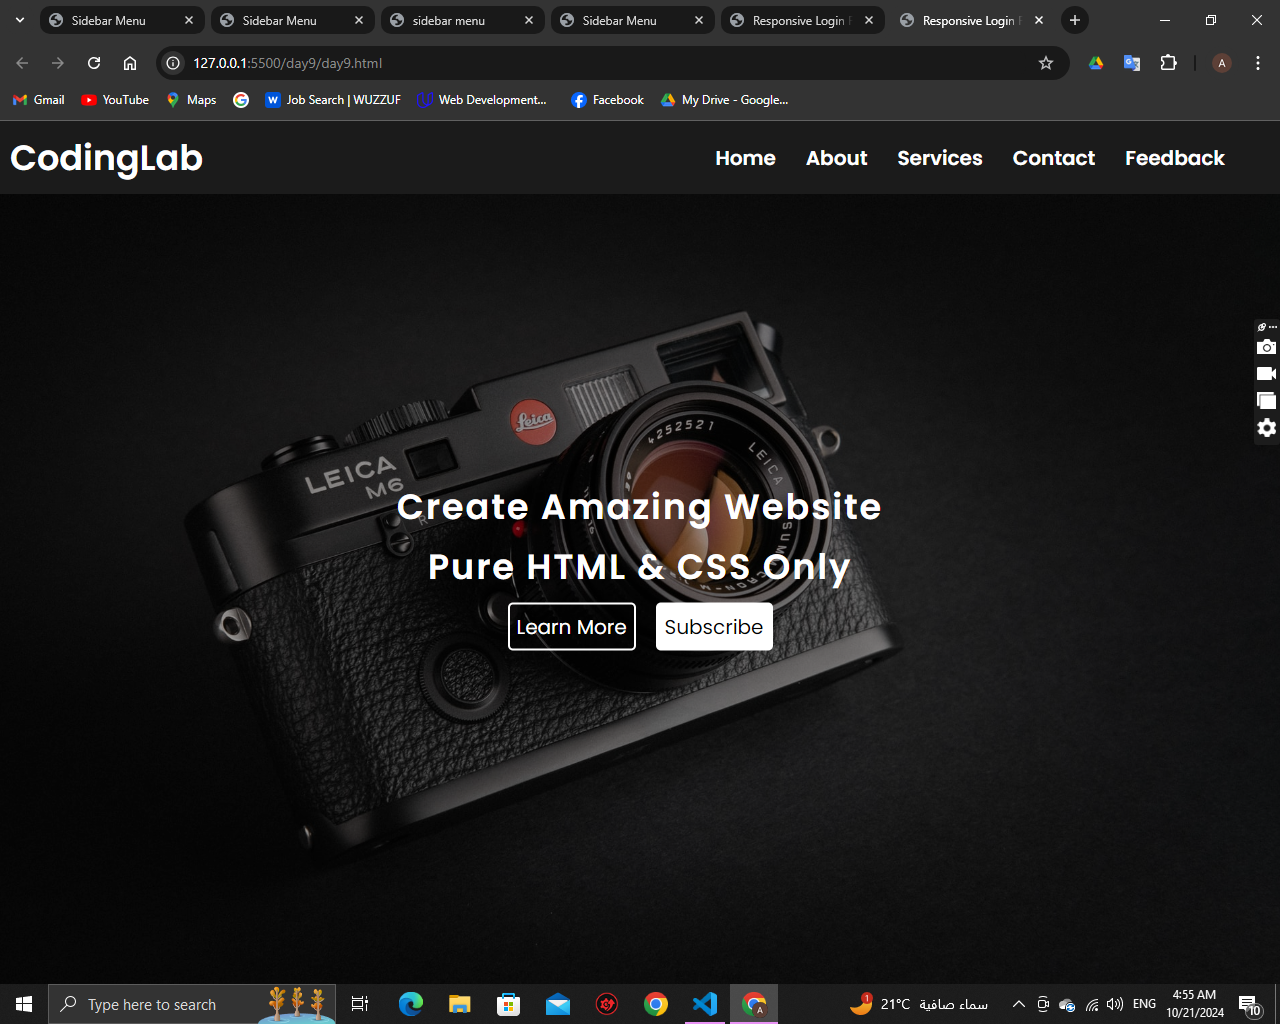 Sidebar Menu
Sidebar Menu
sidebar menu
Sidebar Menu
Responsive Login
Responsive Login
127.0.0.1:5500/day9/day9.html
A
Gmail
YouTube
Maps
Job Search | WUZZUF
Web Development...
Facebook
My Drive - Google...
CodingLab
Home
About
Services
Contact
Feedback
Leica
4252521
LEICA
LEICA
M6
R
Create Amazing Website
Pure HTML & CSS Only
Learn More
Subscribe
Type here to search
1
21°C سماء صافية
ENG
4:55 AM
10/21/2024
10